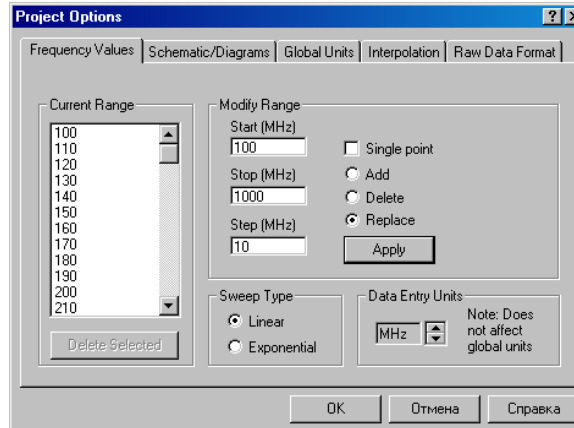 Project Options
Frequency Values
Schematic/Diagrams
Global Units
Interpolation
Raw Data Format
Current Range
100
110
120
130
140
150
160
170
180
190
200
210
Delete Selected
Modify Range
Start (MHz)
100
Stop (MHz)
1000
Step (MHz)
10
Single point
Add
Delete
Replace
Apply
Sweep Type
Linear
Exponential
Data Entry Units
MHz
Note: Does
not affect
global units
OK
Отмена
Справка